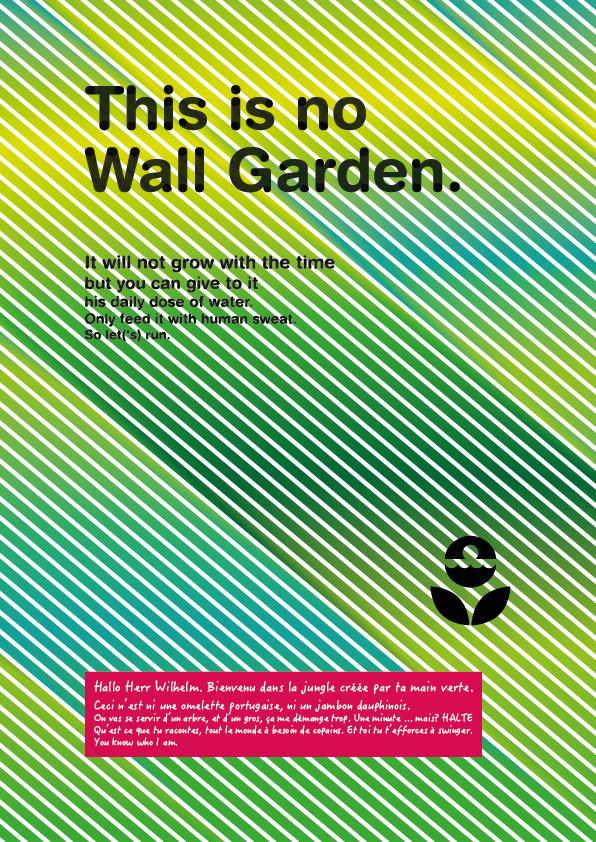 This is no
Wall Garden.
It will not grow with the time
but you can give to it
his daily dose of water.
Only feed it with human sweat.
So let('s) run.
Hallo Herr Wilhelm. Bienvenu dans la jungle créée par ta main verte.
Ceci n'est ni une omelette portugaise, ni un jambon dauphinois.
On vas se servir d'un arbre, et d'un gros, ça me démange trop. Une minute ... mais? HALTE
Qu'est ce que tu racontes, tout le monde à besoin de copains. Et toi tu t'efforces à swinger.
You know who I am.